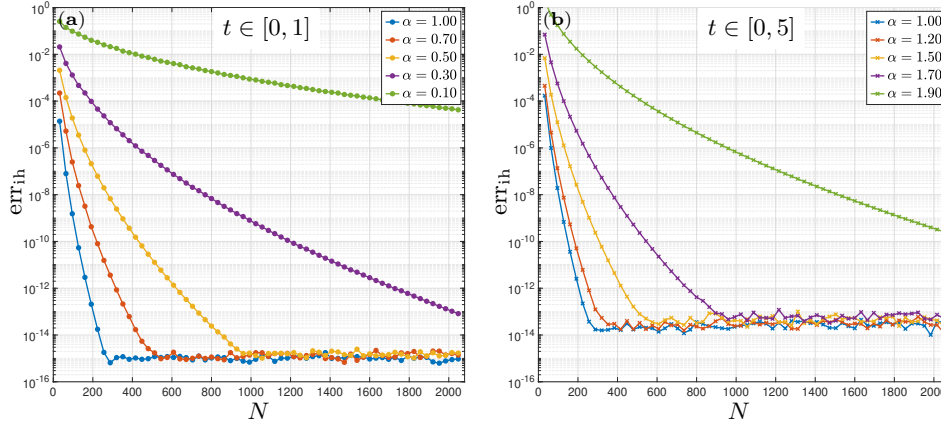 (a)
t ∈ [0, 1]
α = 1.00
α = 0.70
α = 0.50
α = 0.30
α = 0.10
10^0
10^-2
10^-4
10^-6
10^-8
10^-10
10^-12
10^-14
10^-16
err_ih
0 200 400 600 800 1000 1200 1400 1600 1800 2000
N
(b)
t ∈ [0, 5]
α = 1.00
α = 1.20
α = 1.50
α = 1.70
α = 1.90
10^0
10^-2
10^-4
10^-6
10^-8
10^-10
10^-12
10^-14
10^-16
err_ih
0 200 400 600 800 1000 1200 1400 1600 1800 2000
N